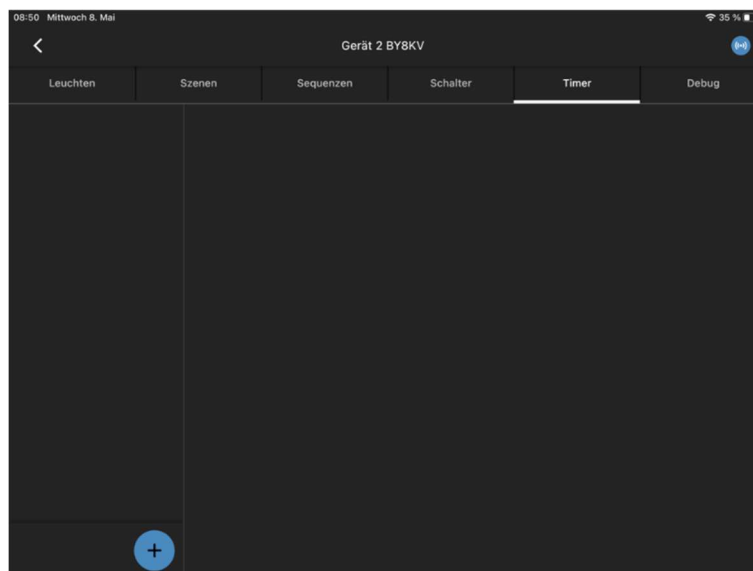 08:50 Mittwoch 8. Mai 35 %
Gerät 2 BY8KV
Leuchten Szenen Sequenzen Schalter Timer Debug